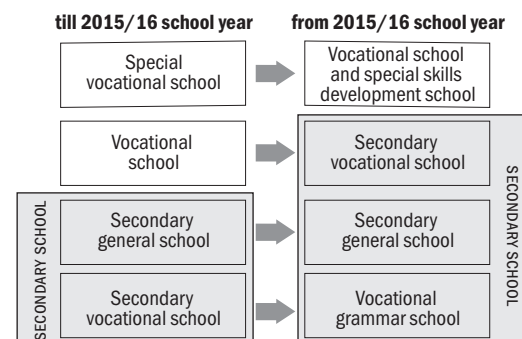 till 2015/16 school year
from 2015/16 school year
Special
vocational school
Vocational school
and special skills
development school
Vocational
school
Secondary
vocational school
Secondary
general school
Secondary
general school
Secondary
vocational school
Vocational
grammar school
SECONDARY SCHOOL
SECONDARY SCHOOL